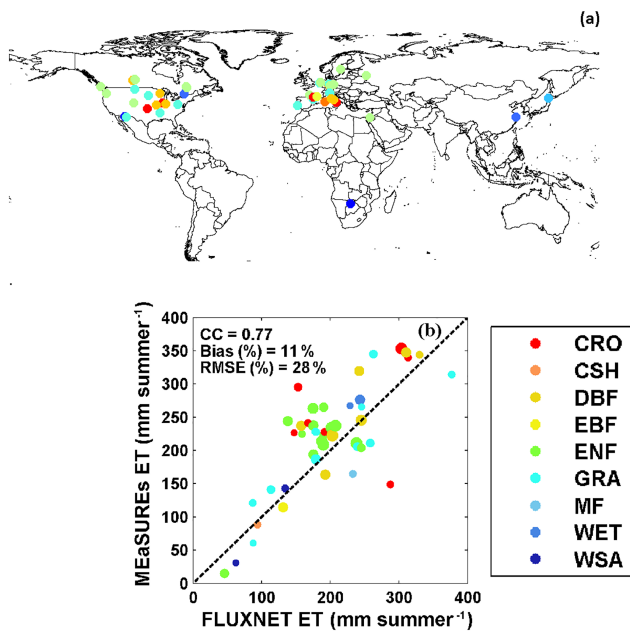 (a)
(b)
CC = 0.77
Bias (%) = 11 %
RMSE (%) = 28 %
MEaSUREs ET (mm summer⁻¹)
400
350
300
250
200
150
100
50
0
0 100 200 300 400
FLUXNET ET (mm summer⁻¹)
CRO
CSH
DBF
EBF
ENF
GRA
MF
WET
WSA